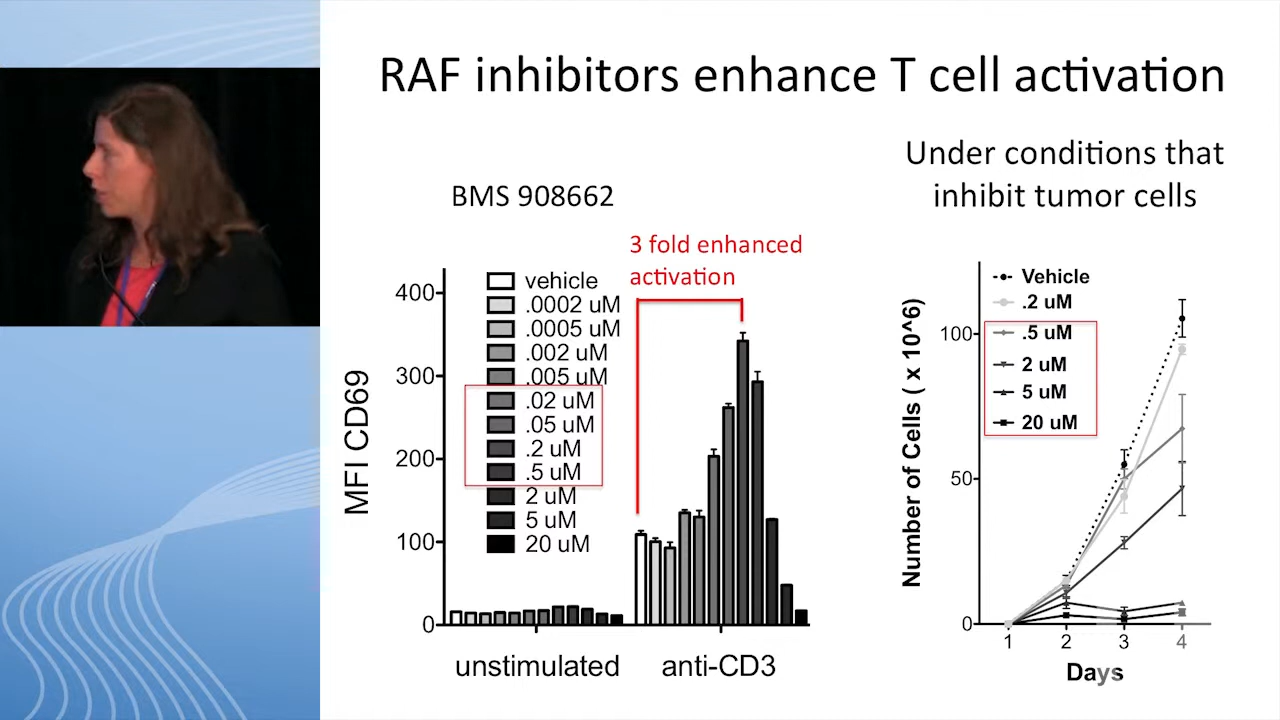 RAF inhibitors enhance T cell activation
Under conditions that
inhibit tumor cells
BMS 908662
3 fold enhanced
activation
vehicle
.0002 uM
.0005 uM
.002 uM
.005 uM
.02 uM
.05 uM
.2 uM
.5 uM
2 uM
5 uM
20 uM
MFI CD69
400
300
200
100
0
unstimulated
anti-CD3
Vehicle
.2 uM
.5 uM
2 uM
5 uM
20 uM
Number of Cells ( x 10^6)
100
50
0
1
2
3
4
Days